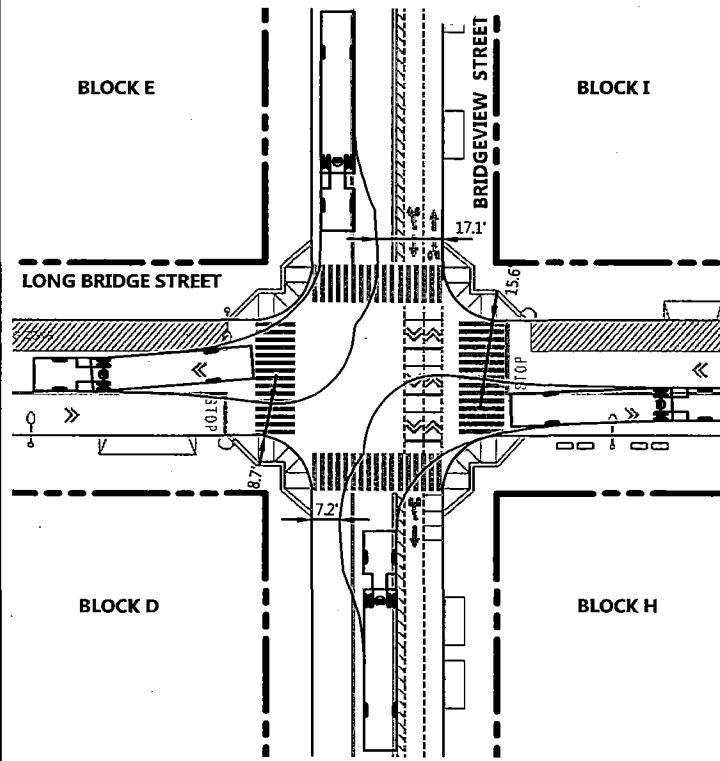 BLOCK E
BRIDGEVIEW STREET
BLOCK I
17.1'
LONG BRIDGE STREET
15.6'
STOP
STOP
8.7'
7.2'
BLOCK D
BLOCK H